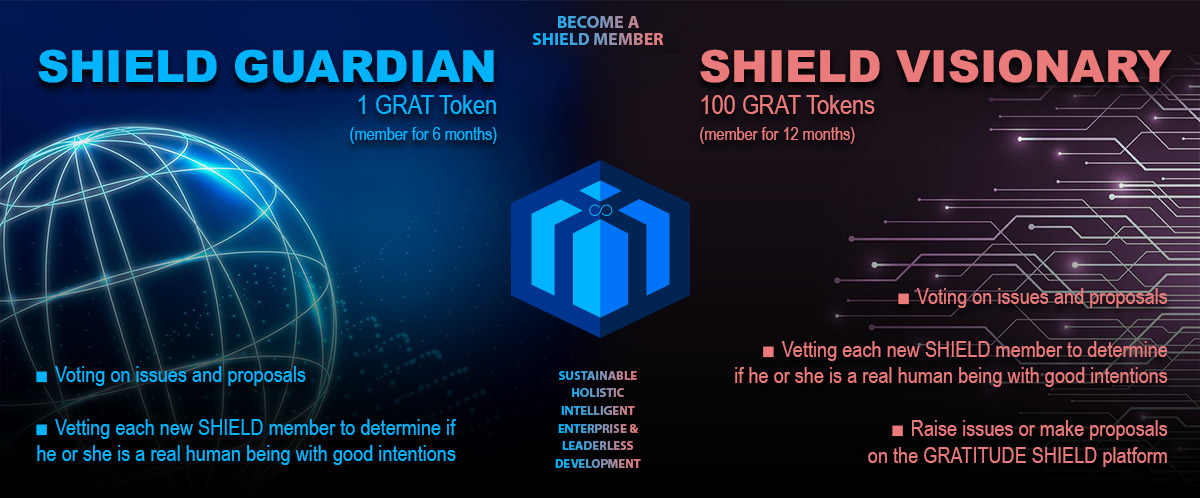 BECOME A
SHIELD MEMBER
SHIELD GUARDIAN
1 GRAT Token
(member for 6 months)
■ Voting on issues and proposals
■ Vetting each new SHIELD member to determine if
he or she is a real human being with good intentions
SUSTAINABLE
HOLISTIC
INTELLIGENT
ENTERPRISE &
LEADERLESS
DEVELOPMENT
SHIELD VISIONARY
100 GRAT Tokens
(member for 12 months)
■ Voting on issues and proposals
■ Vetting each new SHIELD member to determine
if he or she is a real human being with good intentions
■ Raise issues or make proposals
on the GRATITUDE SHIELD platform